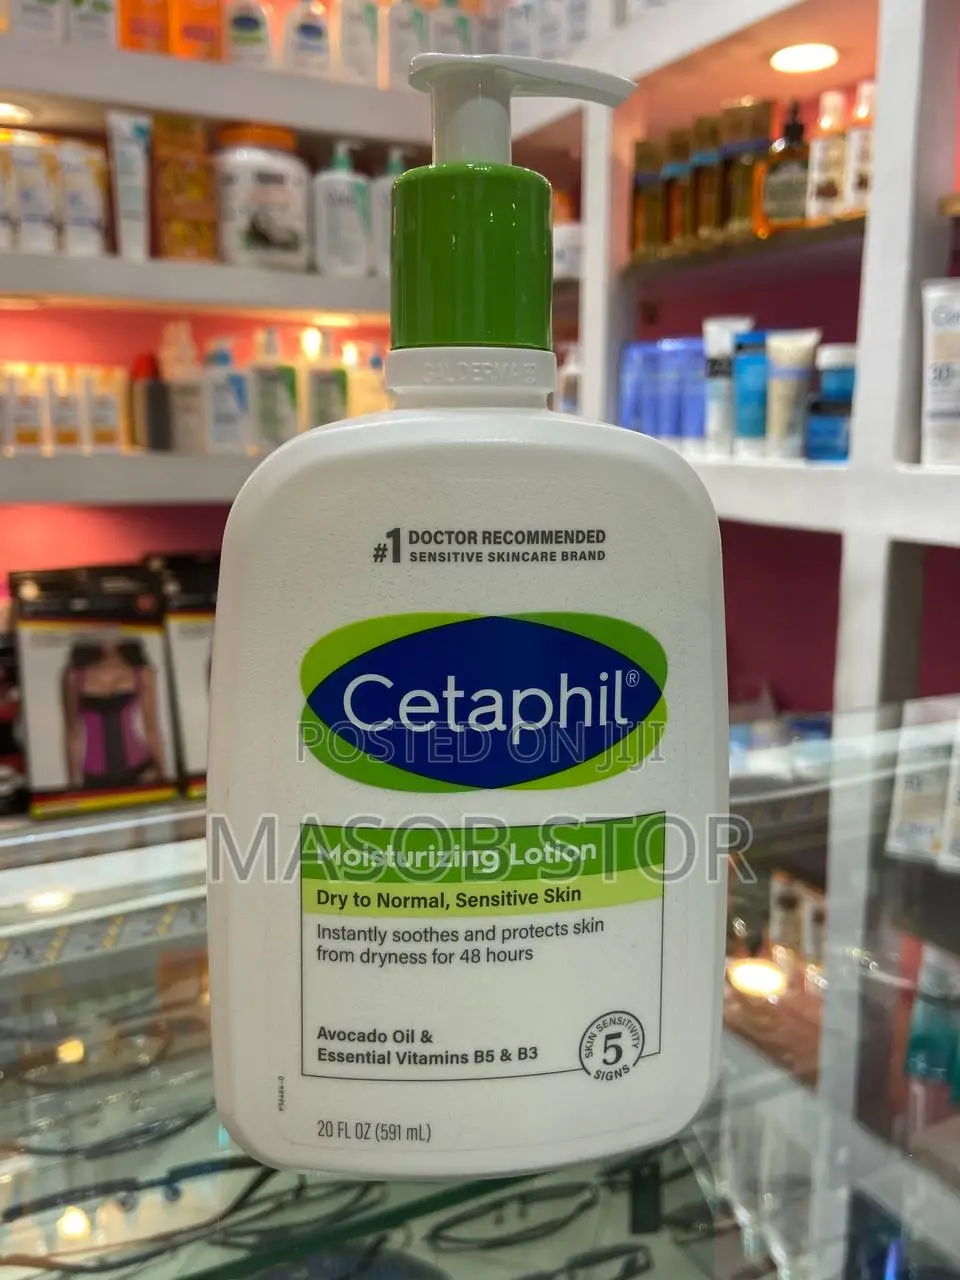 GALDERMA
#1 DOCTOR RECOMMENDED
SENSITIVE SKINCARE BRAND
Cetaphil®
POSTED ON JIJI
MASOB STOR
Moisturizing Lotion
Dry to Normal, Sensitive Skin
Instantly soothes and protects skin
from dryness for 48 hours
Avocado Oil &
Essential Vitamins B5 & B3
SKIN SENSITIVITY
5
SIGNS
20 FL OZ (591 mL)